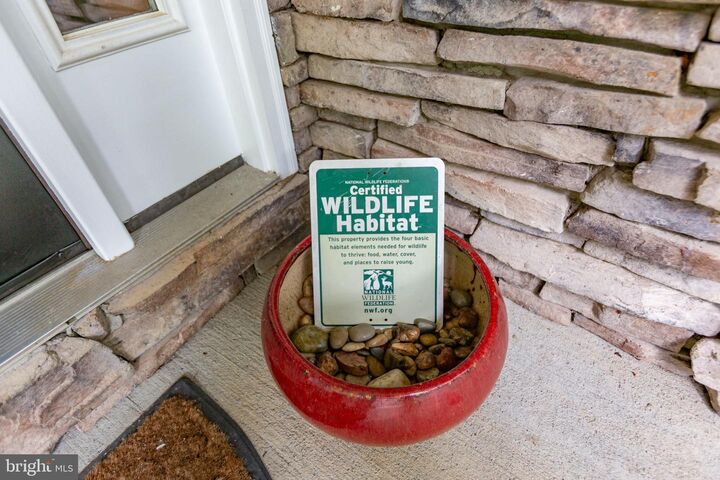 NATIONAL WILDLIFE FEDERATION®
Certified
WILDLIFE
Habitat
This property provides the four basic
habitat elements needed for wildlife
to thrive: food, water, cover,
and places to raise young.
NATIONAL
WILDLIFE
FEDERATION
nwf.org
bright MLS